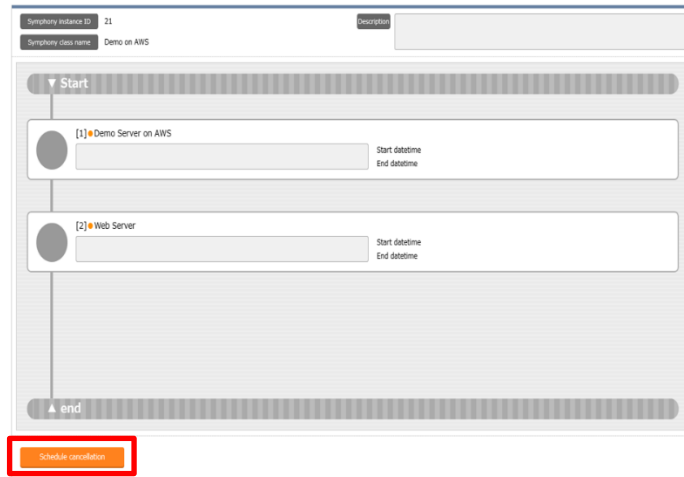 Symphony instance ID 21 Description
Symphony class name Demo on AWS
▼ Start
[1]●Demo Server on AWS
Start datetime
End datetime
[2]●Web Server
Start datetime
End datetime
▲ end
Schedule cancellation